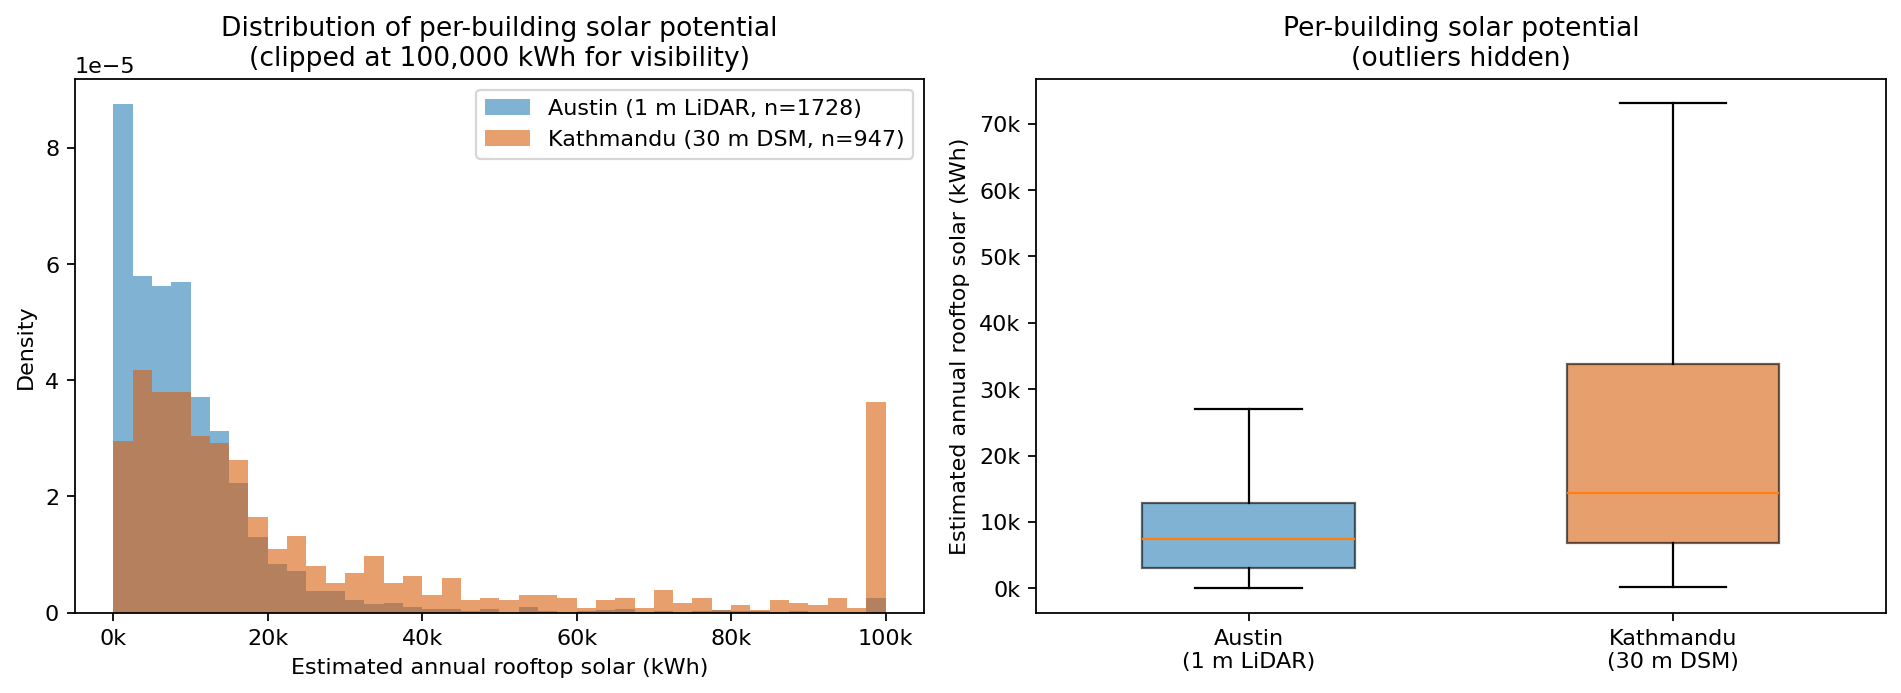 Distribution of per-building solar potential
(clipped at 100,000 kWh for visibility)
1e−5
Austin (1 m LiDAR, n=1728)
Kathmandu (30 m DSM, n=947)
8
6
4
2
0
Density
0k 20k 40k 60k 80k 100k
Estimated annual rooftop solar (kWh)
Per-building solar potential
(outliers hidden)
70k
60k
50k
40k
30k
20k
10k
0k
Estimated annual rooftop solar (kWh)
Austin
(1 m LiDAR)
Kathmandu
(30 m DSM)